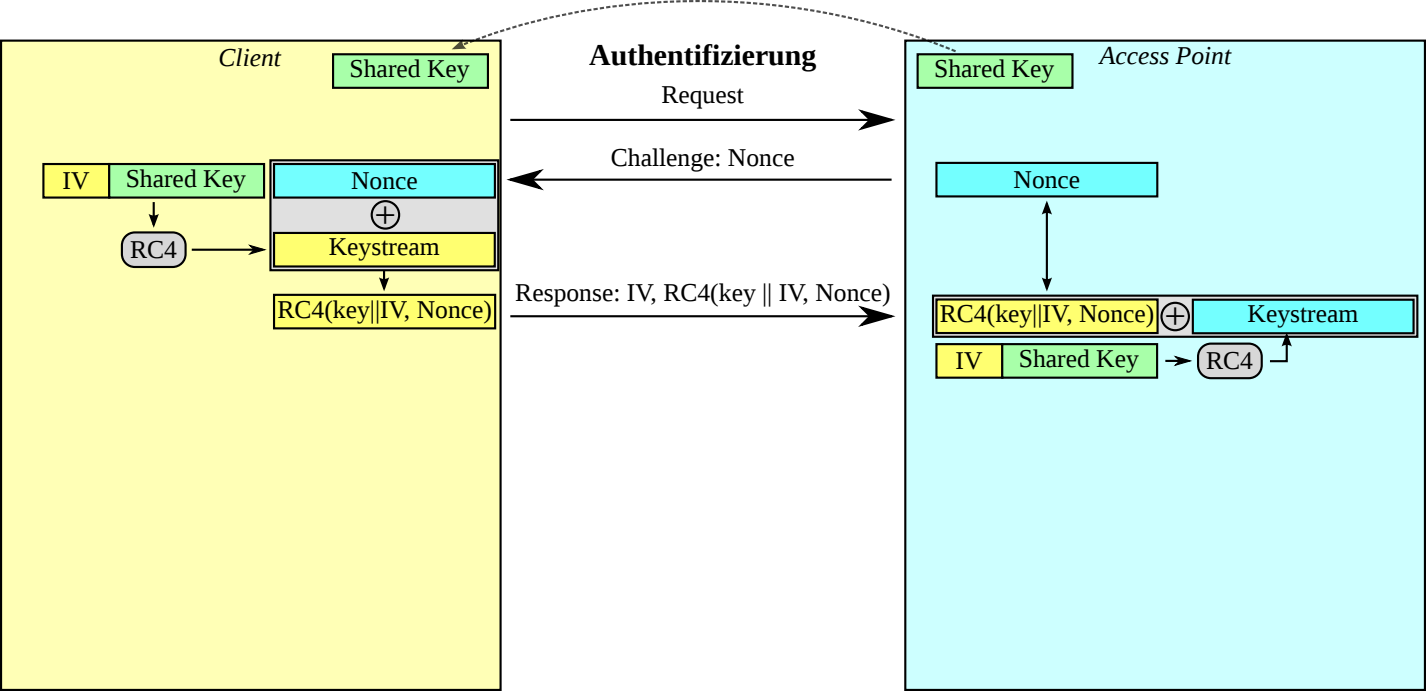 Client
Shared Key
Authentifizierung
Shared Key
Access Point
Request
Challenge: Nonce
IV
Shared Key
Nonce
Nonce
RC4
Keystream
RC4(key||IV, Nonce)
Response: IV, RC4(key || IV, Nonce)
RC4(key||IV, Nonce)
Keystream
IV
Shared Key
RC4